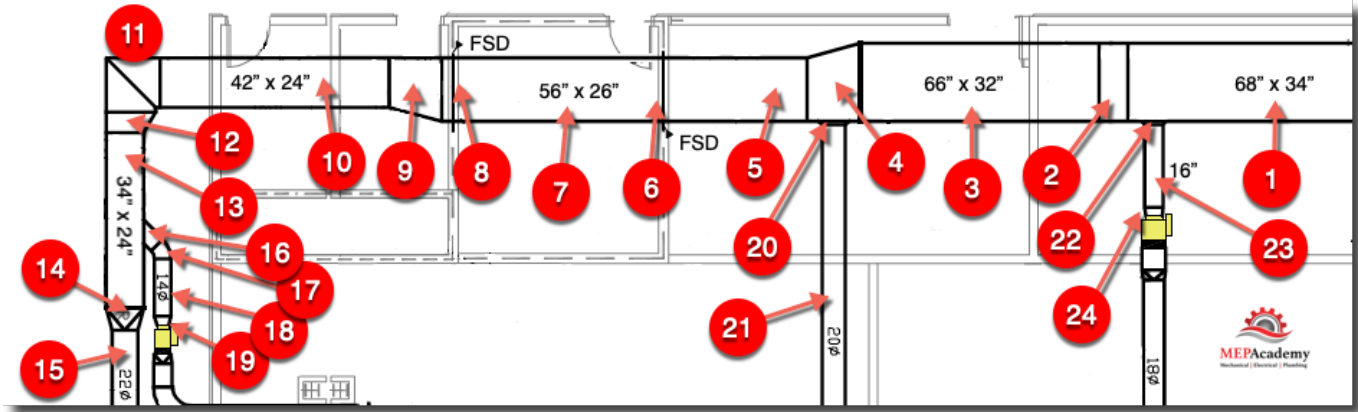 11
FSD
42” x 24”
56” x 26”
66” x 32”
68” x 34”
12
10
9
8
7
6
5
4
3
2
1
FSD
16”
13
34” x 24”
14
16
17
18
19
15
14Ø
22Ø
20
21
20Ø
22
23
24
18Ø
MEPAcademy
Mechanical | Electrical | Plumbing